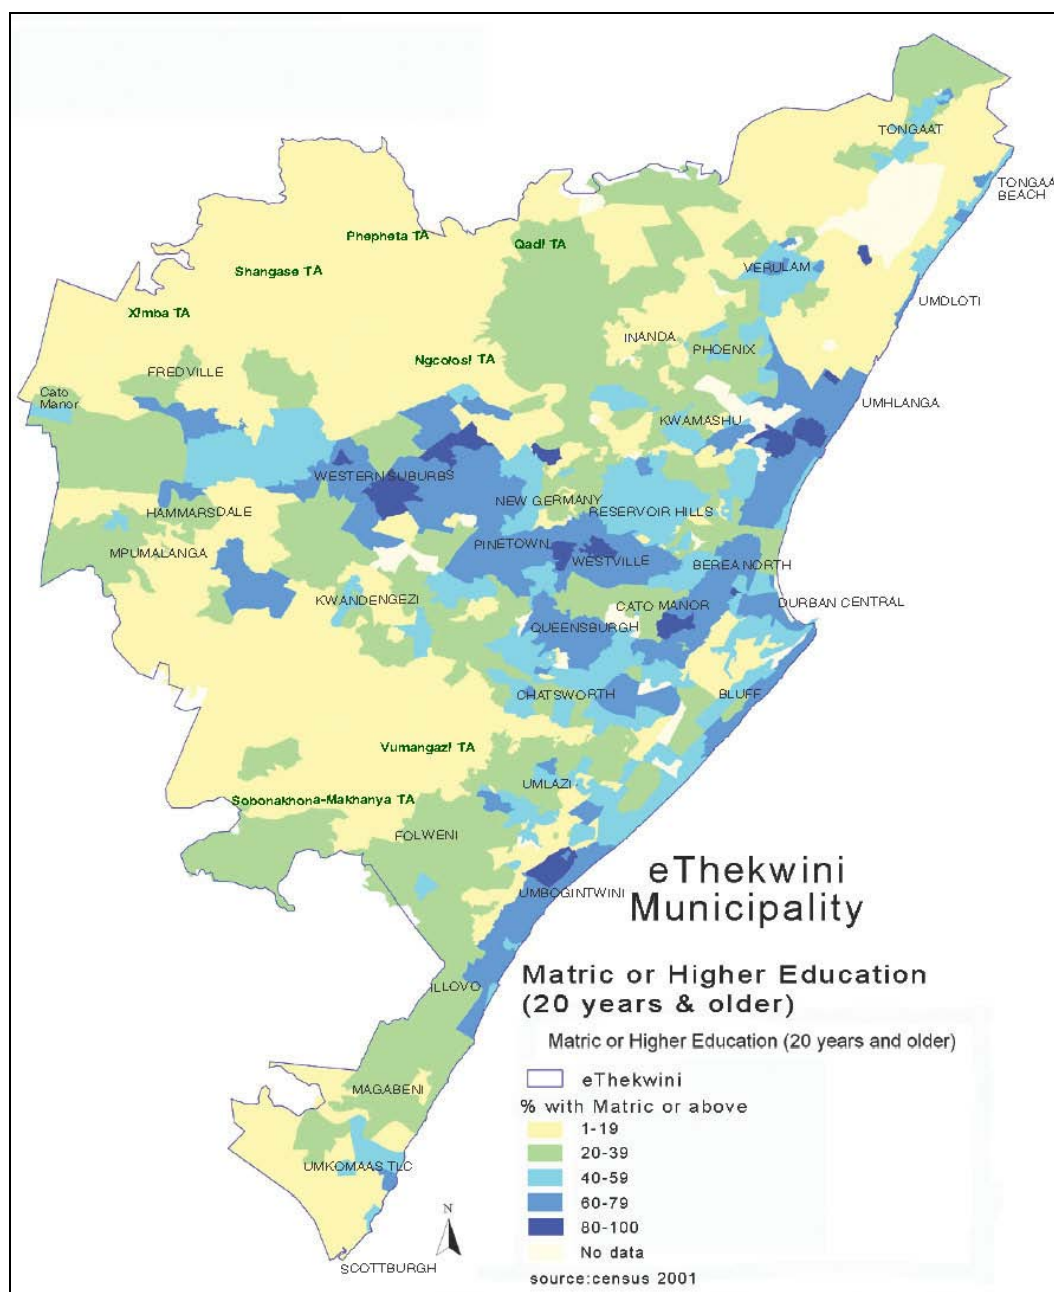 TONGAAT
TONGAA
BEACH
Phepheta TA
Qadi TA
VERULAM
Shangase TA
UMDLOTI
Ximba TA
INANDA
PHOENIX
Ngcolosi TA
FREDVILLE
Cato
Manor
UMHLANGA
KWAMASHU
WESTERN SUBURBS
NEW GERMANY
RESERVOIR HILLS
HAMMARSDALE
PINETOWN
MPUMALANGA
WESTVILLE
BEREA NORTH
KWANDENGEZI
CATO MANOR
DURBAN CENTRAL
QUEENSBURGH
CHATSWORTH
BLUFF
Vumangazi TA
UMLAZI
Sobonakhona-Makhanya TA
FOLWENI
UMBOGINTWINI
eThekwini
Municipality
ILLOVO
Matric or Higher Education
(20 years & older)
Matric or Higher Education (20 years and older)
eThekwini
% with Matric or above
1-19
20-39
40-59
60-79
80-100
No data
source:census 2001
MAGABENI
UMKOMAAS TLC
N
SCOTTBURGH